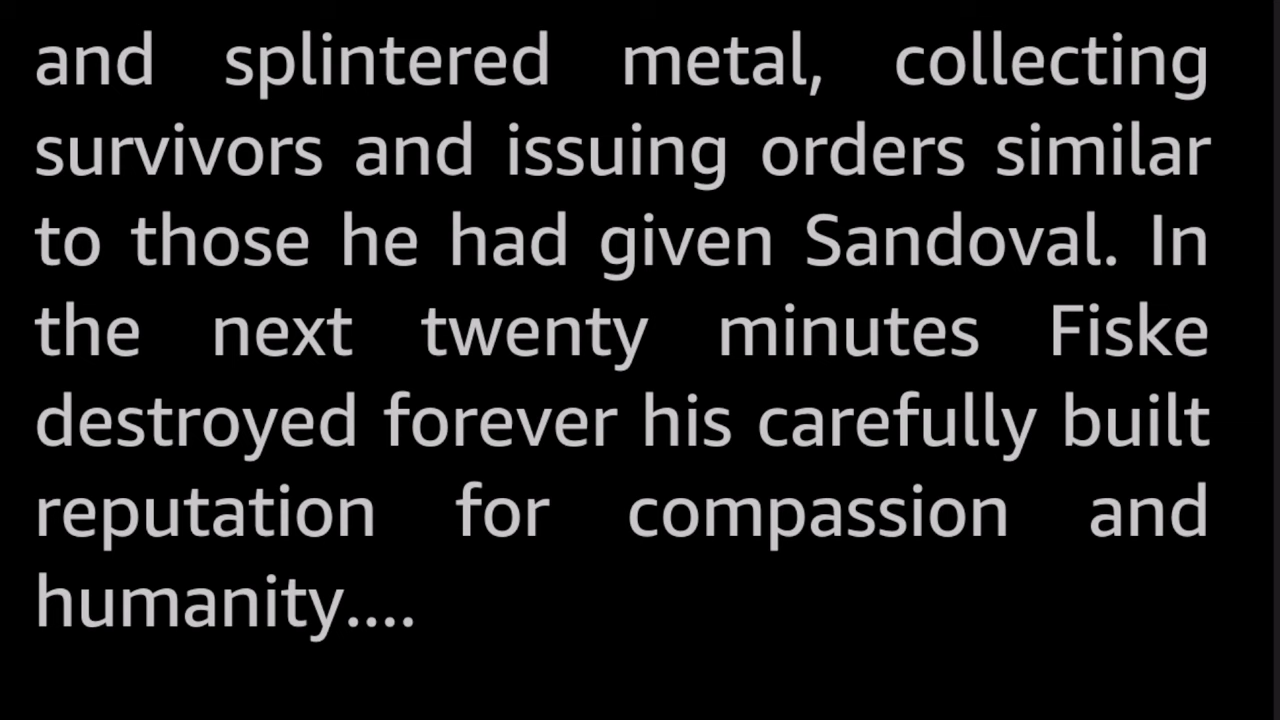 and splintered metal, collecting
survivors and issuing orders similar
to those he had given Sandoval. In
the next twenty minutes Fiske
destroyed forever his carefully built
reputation for compassion and
humanity....